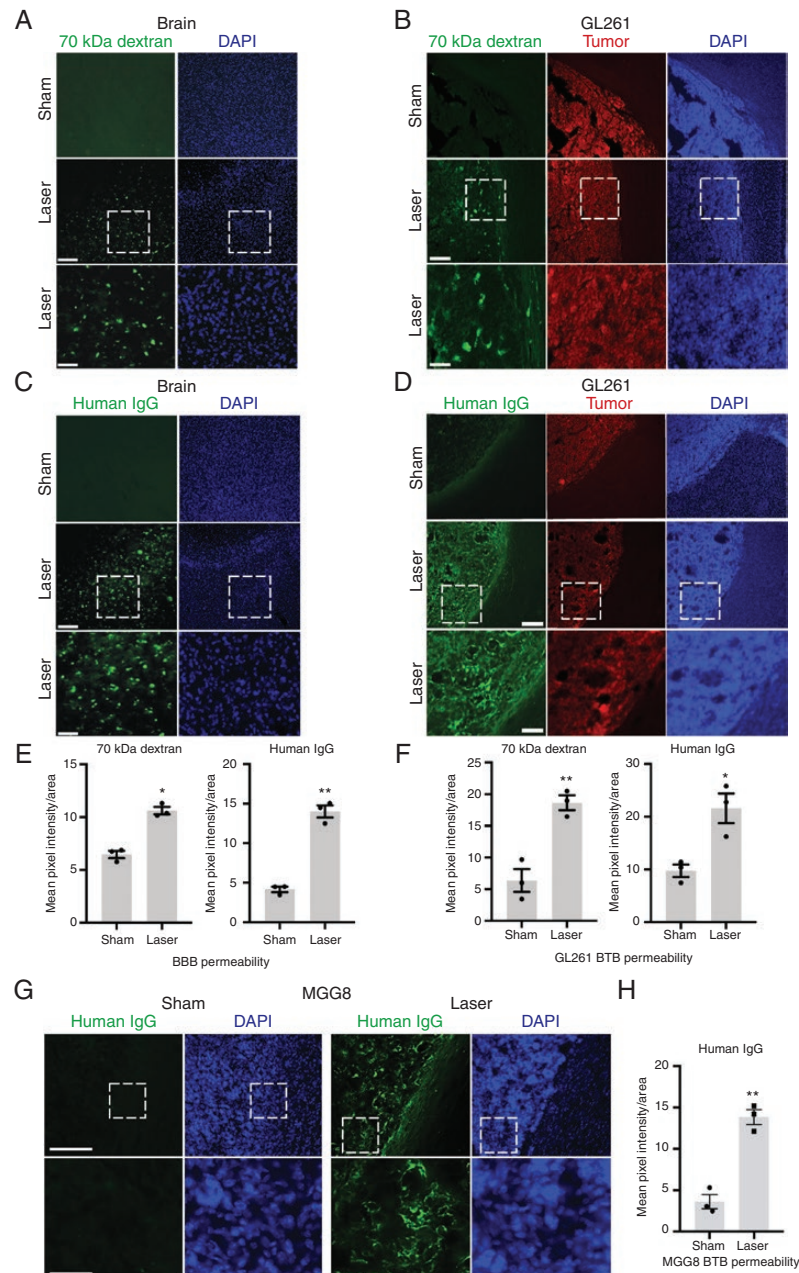 A
Brain
70 kDa dextran DAPI
Sham
Laser
Laser
B
GL261
70 kDa dextran Tumor DAPI
Sham
Laser
Laser
C
Brain
Human IgG DAPI
Sham
Laser
Laser
D
GL261
Human IgG Tumor DAPI
Sham
Laser
Laser
E
70 kDa dextran
Mean pixel intensity/area
15
10
5
0
*
Sham Laser
Human IgG
Mean pixel intensity/area
20
15
10
5
0
**
Sham Laser
BBB permeability
F
70 kDa dextran
Mean pixel intensity/area
25
20
15
10
5
0
**
Sham Laser
Human IgG
Mean pixel intensity/area
30
20
10
0
*
Sham Laser
GL261 BTB permeability
G
MGG8
Sham Laser
Human IgG DAPI Human IgG DAPI
H
Human IgG
Mean pixel intensity/area
20
15
10
5
0
**
Sham Laser
MGG8 BTB permeability